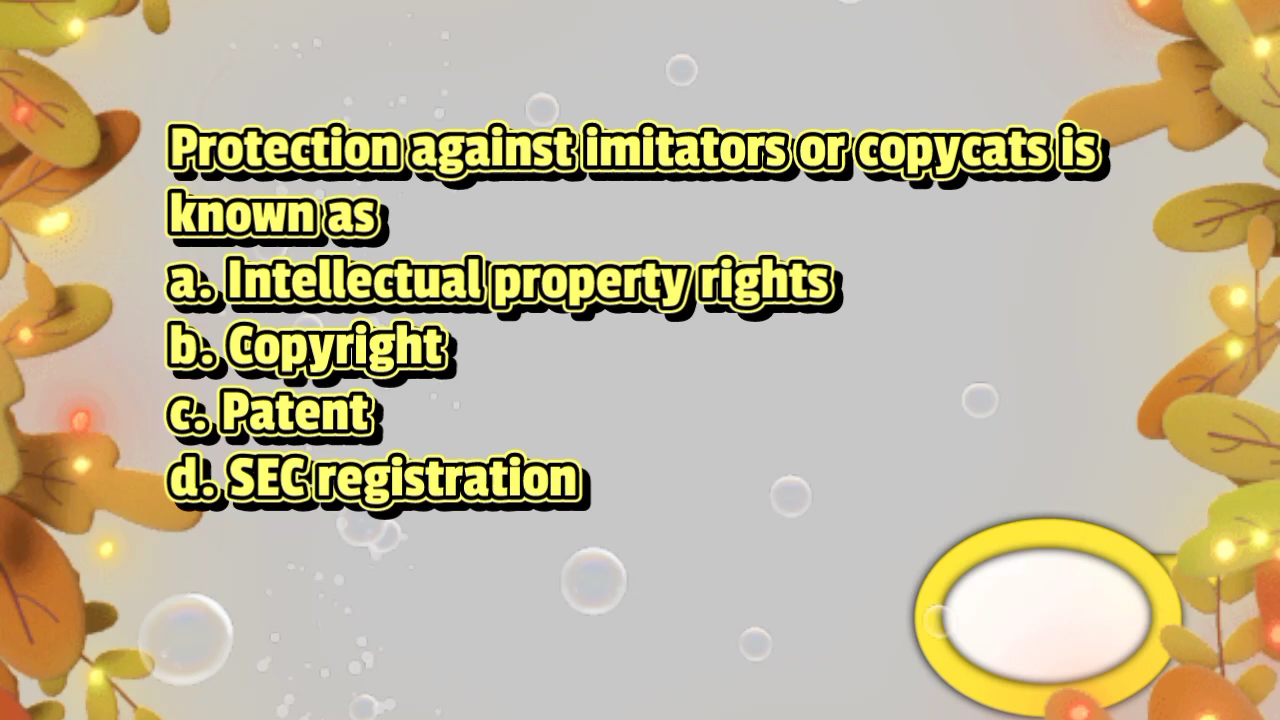 Protection against imitators or copycats is
known as
a. Intellectual property rights
b. Copyright
c. Patent
d. SEC registration